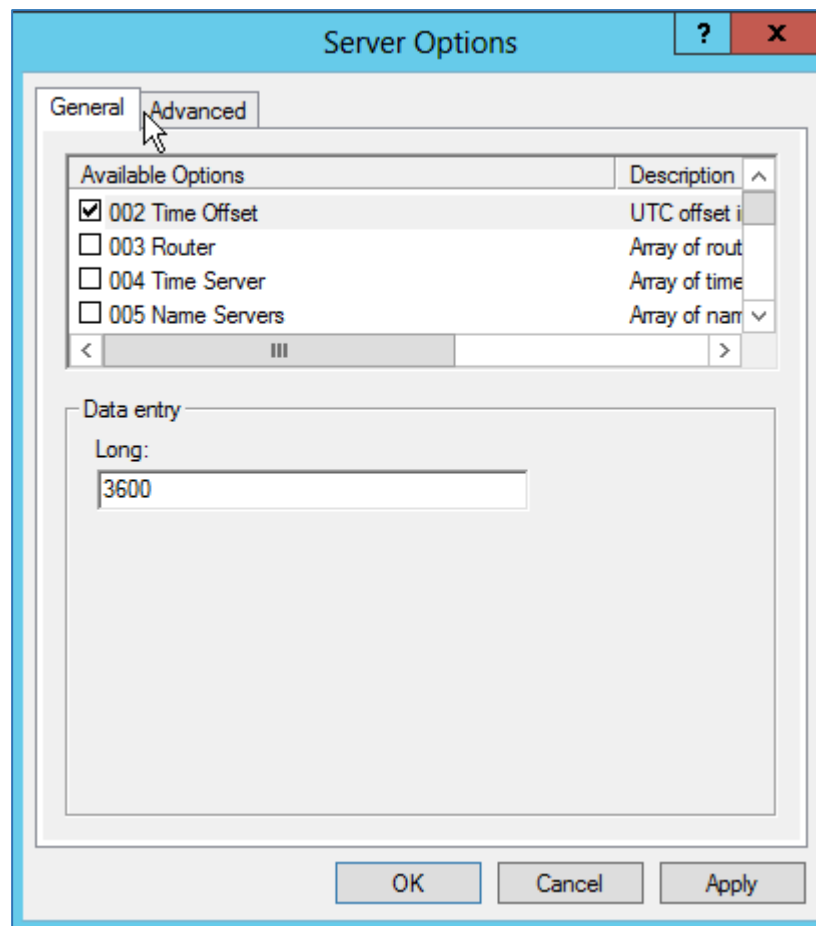 Server Options
?
x
General
Advanced
Available Options Description
002 Time Offset UTC offset i
003 Router Array of rout
004 Time Server Array of time
005 Name Servers Array of nam
Data entry
Long:
3600
OK Cancel Apply